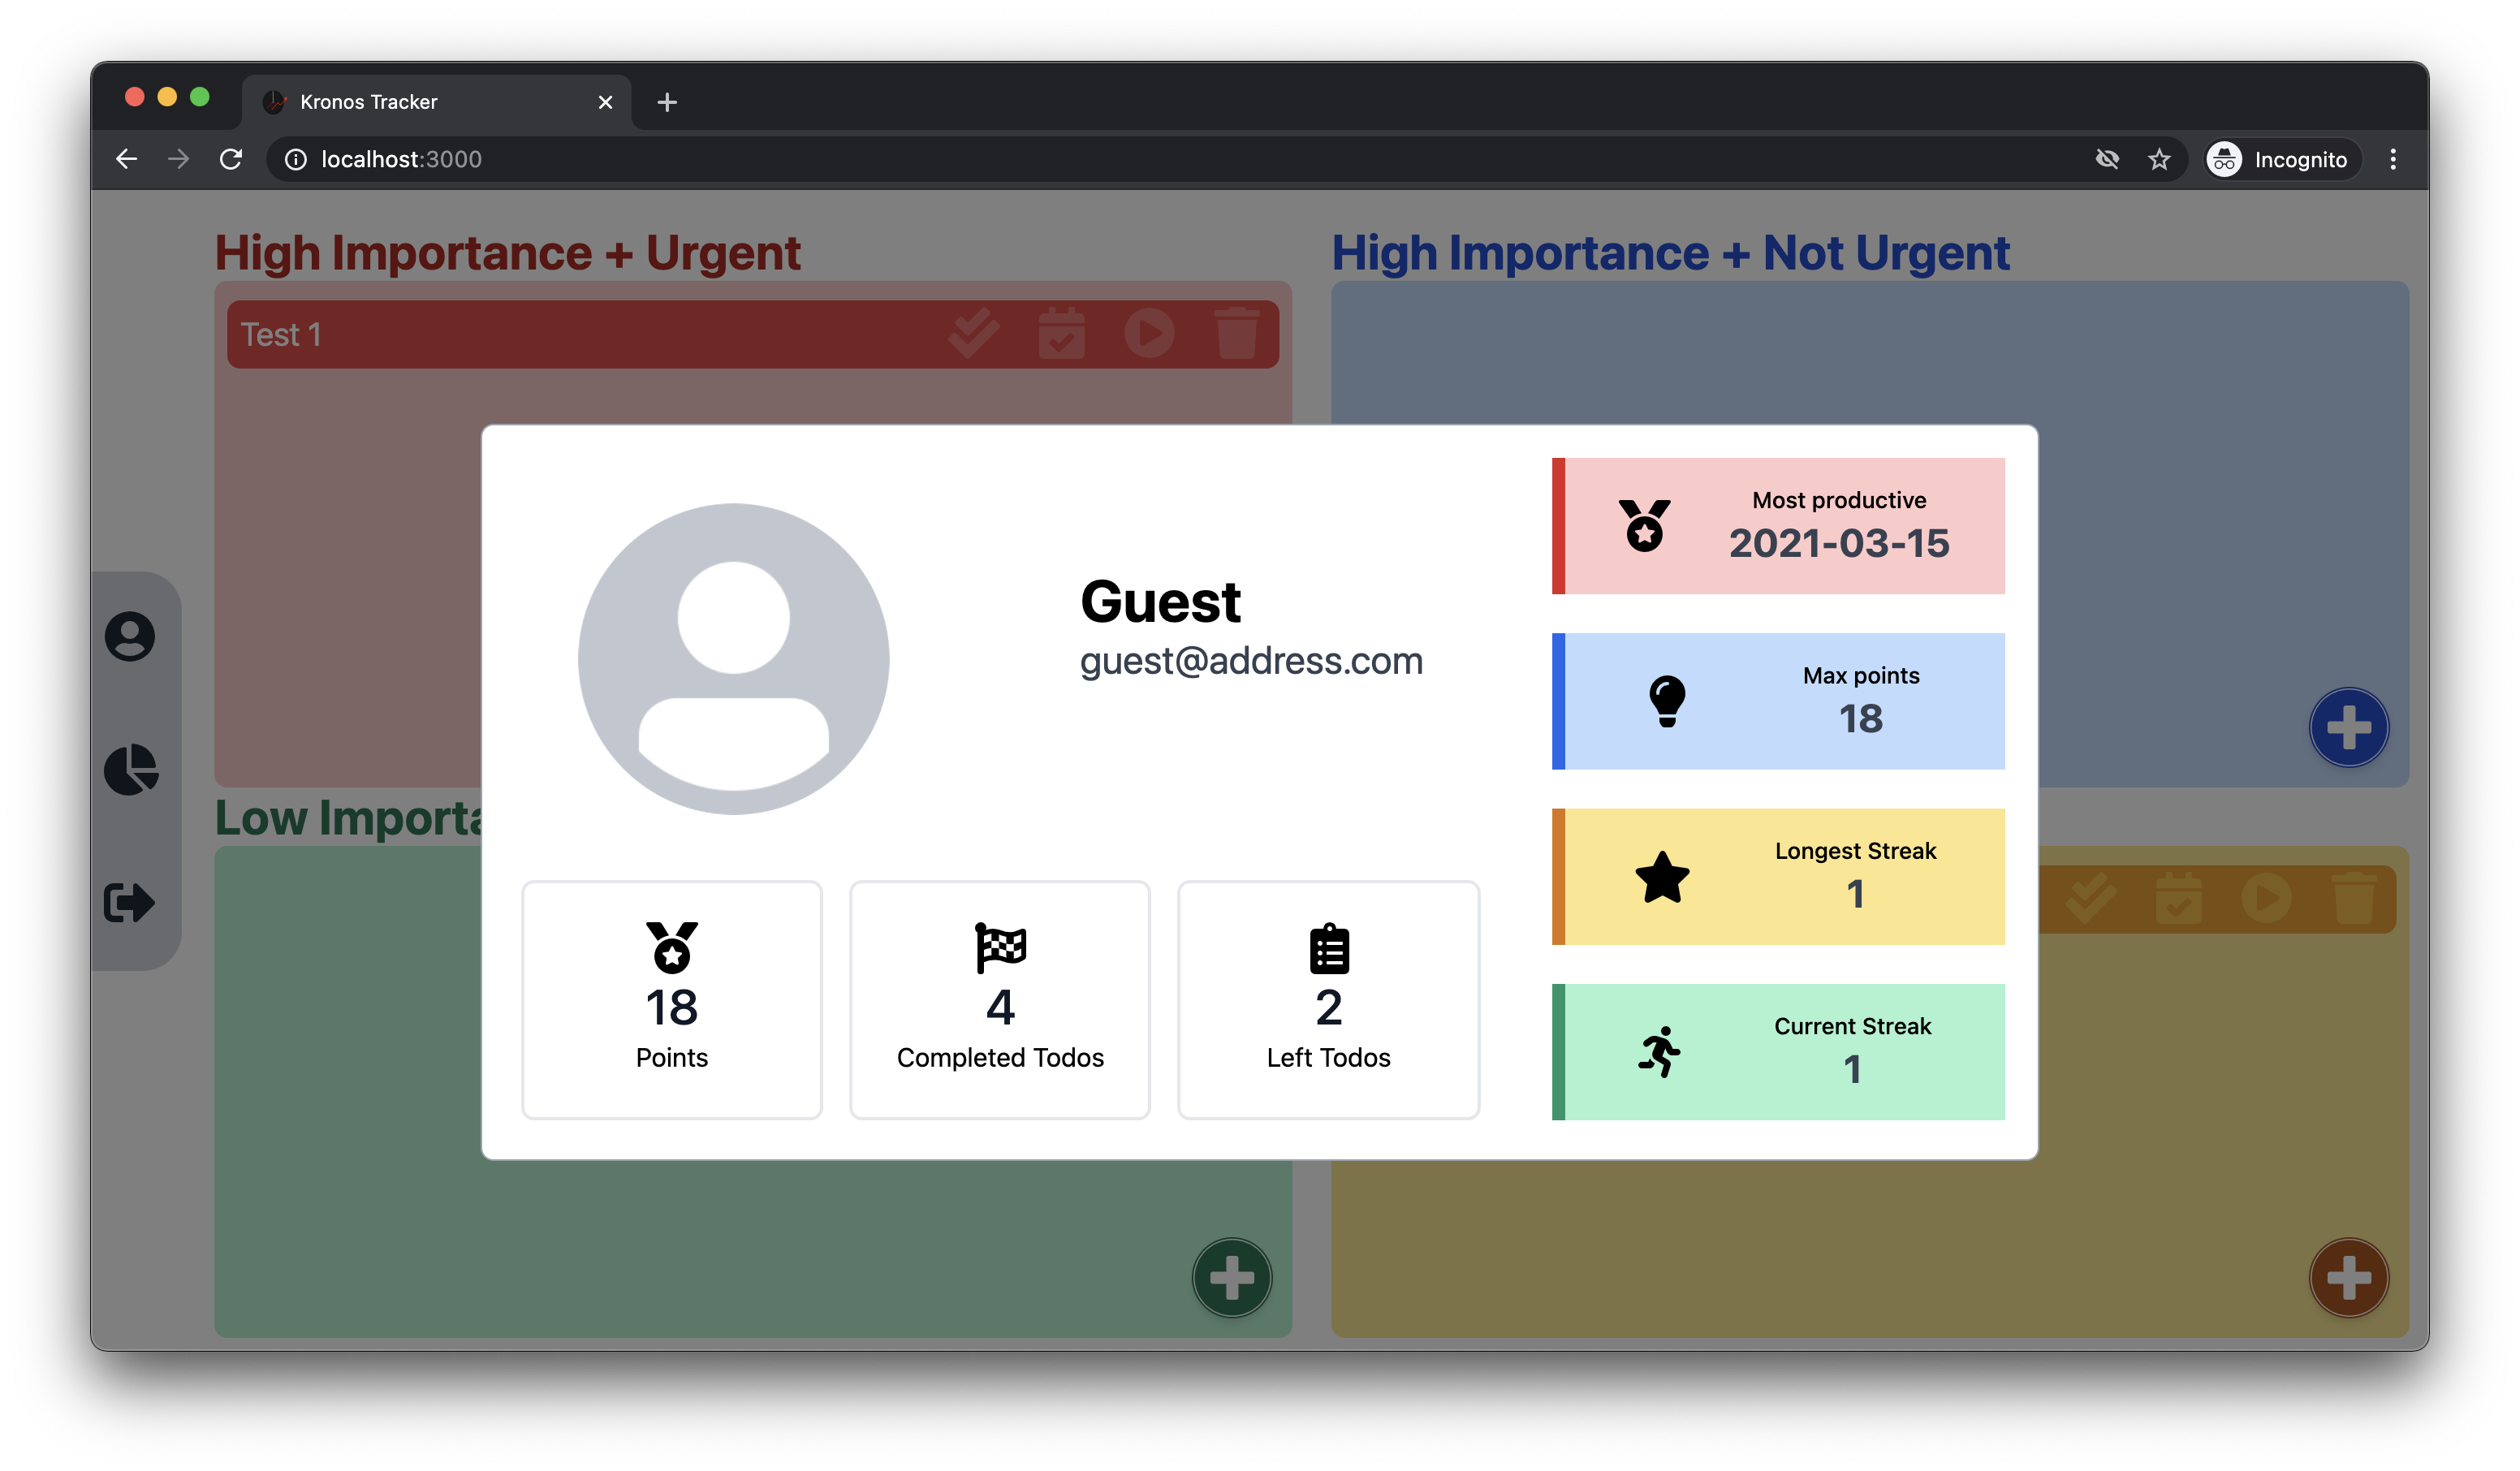 Kronos Tracker
localhost:3000
Incognito
High Importance + Urgent
High Importance + Not Urgent
Test 1
Guest
guest@address.com
Most productive
2021-03-15
Max points
18
Longest Streak
1
Current Streak
1
18
Points
4
Completed Todos
2
Left Todos
Low